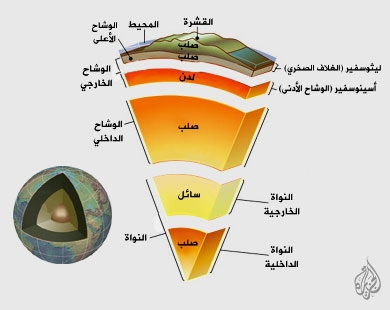 القشرة
المحيط
الوشاح
الأعلى
صلب
صلب
ليثوسفير (الغلاف الصخري)
الوشاح
الخارجي
لدن
أسينوسفير (الوشاح الأدنى)
الوشاح
الداخلي
صلب
سائل
النواة
الخارجية
النواة
صلب
النواة
الداخلية
الجزيرة